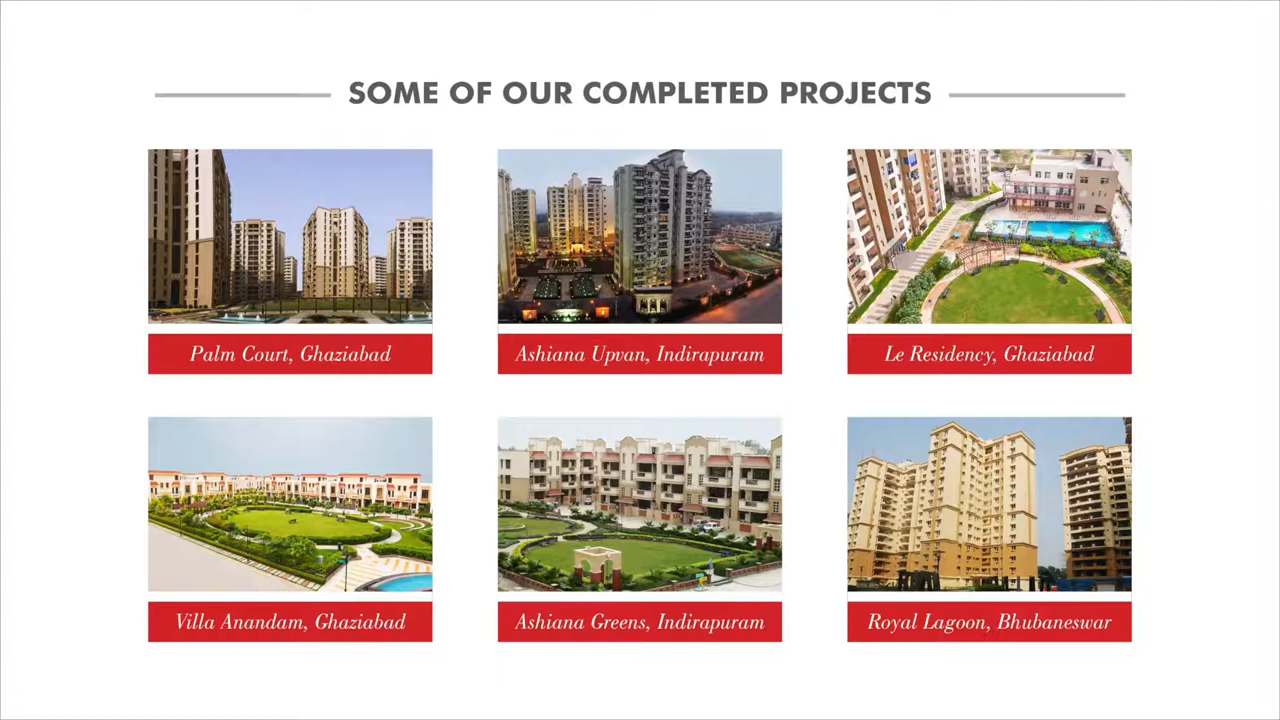 SOME OF OUR COMPLETED PROJECTS
Palm Court, Ghaziabad
Ashiana Upvan, Indirapuram
Le Residency, Ghaziabad
Villa Anandam, Ghaziabad
Ashiana Greens, Indirapuram
Royal Lagoon, Bhubaneswar